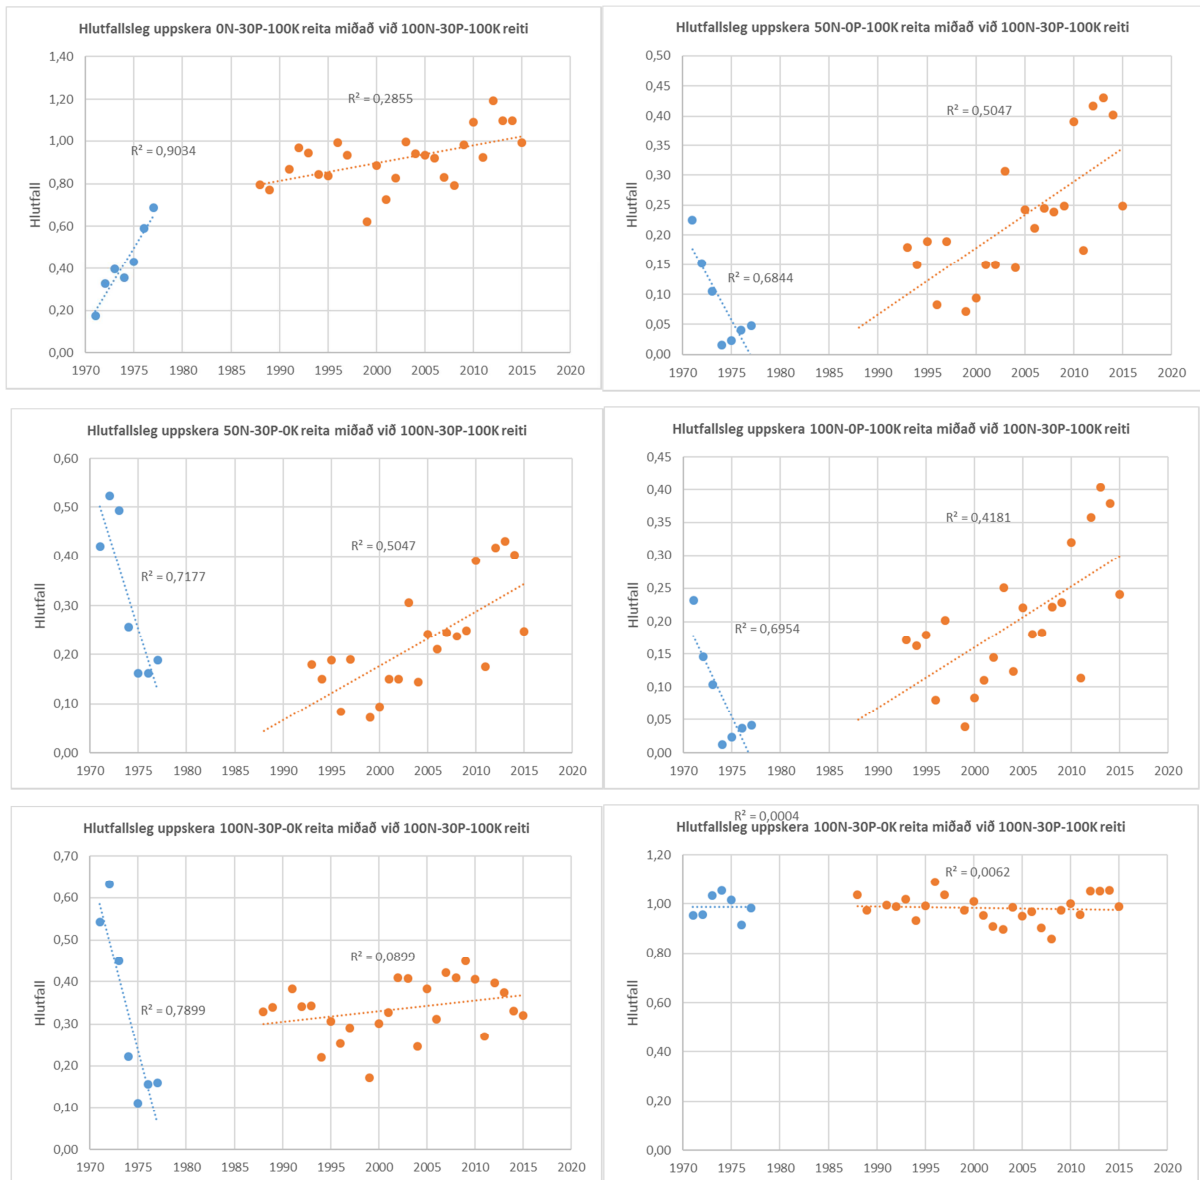 Hlutfallsleg uppskera 0N-30P-100K reita miðað við 100N-30P-100K reiti
1,40
1,20
1,00
0,80
0,60
0,40
0,20
0,00
Hlutfall
R² = 0,9034
R² = 0,2855
1970 1975 1980 1985 1990 1995 2000 2005 2010 2015 2020
Hlutfallsleg uppskera 50N-0P-100K reita miðað við 100N-30P-100K reiti
0,50
0,45
0,40
0,35
0,30
0,25
0,20
0,15
0,10
0,05
0,00
Hlutfall
R² = 0,5047
R² = 0,6844
1970 1975 1980 1985 1990 1995 2000 2005 2010 2015 2020
Hlutfallsleg uppskera 50N-30P-0K reita miðað við 100N-30P-100K reiti
0,60
0,50
0,40
0,30
0,20
0,10
0,00
Hlutfall
R² = 0,5047
R² = 0,7177
1970 1975 1980 1985 1990 1995 2000 2005 2010 2015 2020
Hlutfallsleg uppskera 100N-0P-100K reita miðað við 100N-30P-100K reiti
0,45
0,40
0,35
0,30
0,25
0,20
0,15
0,10
0,05
0,00
Hlutfall
R² = 0,4181
R² = 0,6954
1970 1975 1980 1985 1990 1995 2000 2005 2010 2015 2020
Hlutfallsleg uppskera 100N-30P-0K reita miðað við 100N-30P-100K reiti
0,70
0,60
0,50
0,40
0,30
0,20
0,10
0,00
Hlutfall
R² = 0,0899
R² = 0,7899
1970 1975 1980 1985 1990 1995 2000 2005 2010 2015 2020
R² = 0,0004
Hlutfallsleg uppskera 100N-30P-0K reita miðað við 100N-30P-100K reiti
1,20
1,00
0,80
0,60
0,40
0,20
0,00
Hlutfall
R² = 0,0062
1970 1975 1980 1985 1990 1995 2000 2005 2010 2015 2020